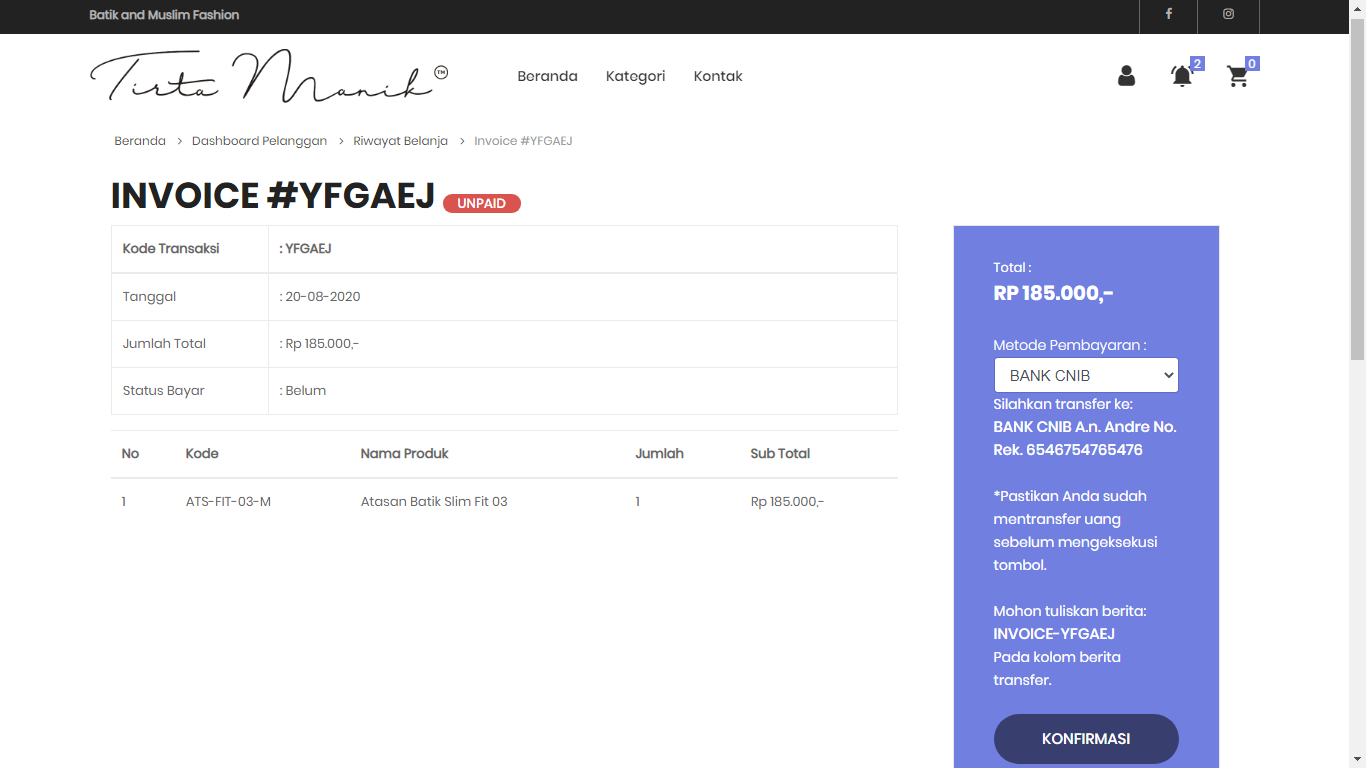 Batik and Muslim Fashion
Tirta Manik TM
Beranda Kategori Kontak
2
0
Beranda > Dashboard Pelanggan > Riwayat Belanja > Invoice #YFGAEJ
INVOICE #YFGAEJ UNPAID
Kode Transaksi : YFGAEJ
Tanggal : 20-08-2020
Jumlah Total : Rp 185.000,-
Status Bayar : Belum
No Kode Nama Produk Jumlah Sub Total
1 ATS-FIT-03-M Atasan Batik Slim Fit 03 1 Rp 185.000,-
Total :
RP 185.000,-
Metode Pembayaran :
BANK CNIB
Silahkan transfer ke:
BANK CNIB A.n. Andre No.
Rek. 6546754765476
*Pastikan Anda sudah
mentransfer uang
sebelum mengeksekusi
tombol.
Mohon tuliskan berita:
INVOICE-YFGAEJ
Pada kolom berita
transfer.
KONFIRMASI